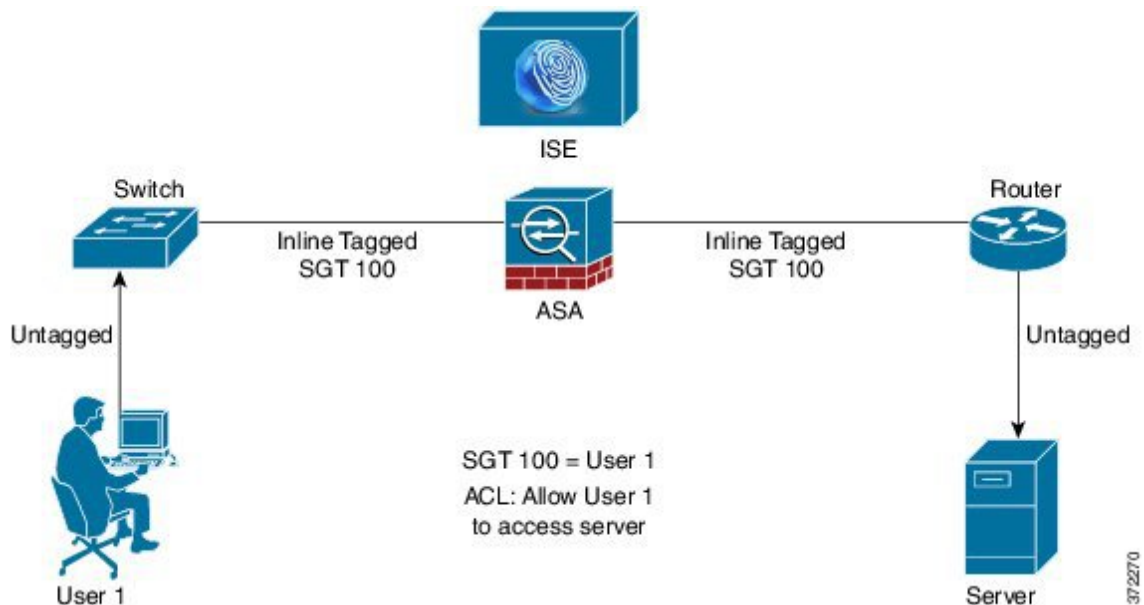 ISE
Switch
Router
Inline Tagged
SGT 100
Inline Tagged
SGT 100
ASA
Untagged
Untagged
SGT 100 = User 1
ACL: Allow User 1
to access server
User 1
Server
372270